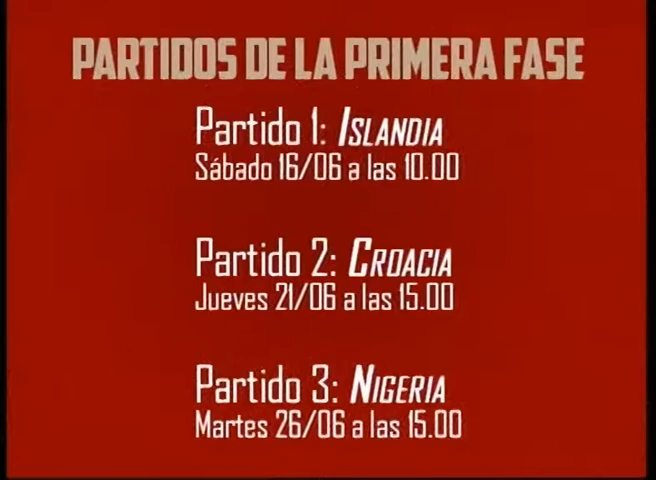 PARTIDOS DE LA PRIMERA FASE
Partido 1: ISLANDIA
Sábado 16/06 a las 10.00
Partido 2: CROACIA
Jueves 21/06 a las 15.00
Partido 3: NIGERIA
Martes 26/06 a las 15.00